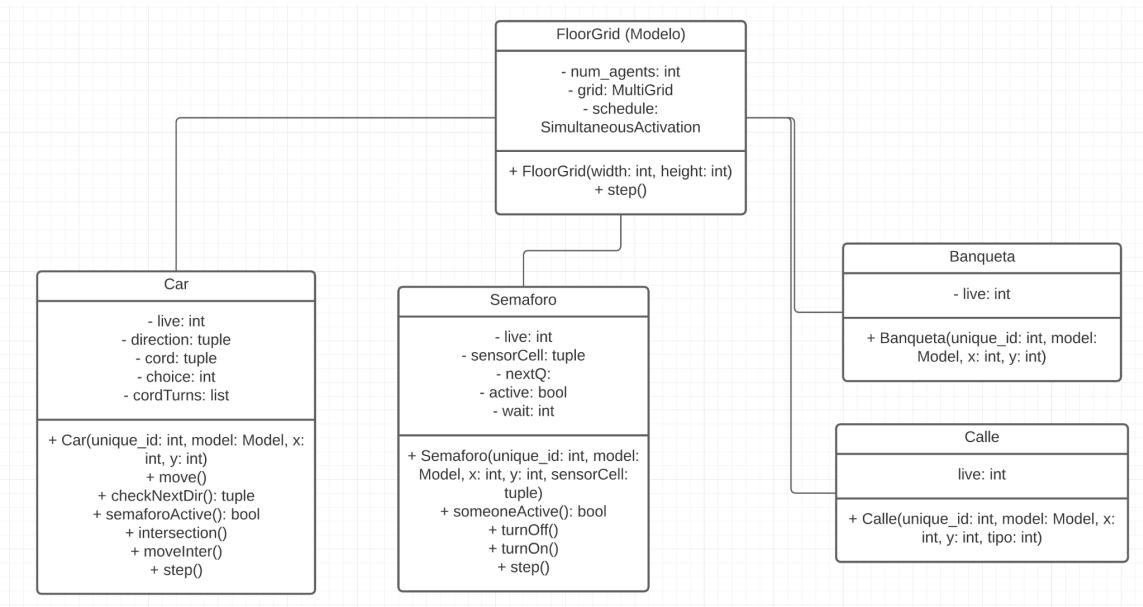 FloorGrid (Modelo)
- num_agents: int
- grid: MultiGrid
- schedule:
SimultaneousActivation
+ FloorGrid(width: int, height: int)
+ step()
Car
- live: int
- direction: tuple
- cord: tuple
- choice: int
- cordTurns: list
+ Car(unique_id: int, model: Model, x:
int, y: int)
+ move()
+ checkNextDir(): tuple
+ semaforoActive(): bool
+ intersection()
+ moveInter()
+ step()
Semaforo
- live: int
- sensorCell: tuple
- nextQ:
- active: bool
- wait: int
+ Semaforo(unique_id: int, model:
Model, x: int, y: int, sensorCell:
tuple)
+ someoneActive(): bool
+ turnOff()
+ turnOn()
+ step()
Banqueta
- live: int
+ Banqueta(unique_id: int, model:
Model, x: int, y: int)
Calle
live: int
+ Calle(unique_id: int, model: Model, x:
int, y: int, tipo: int)